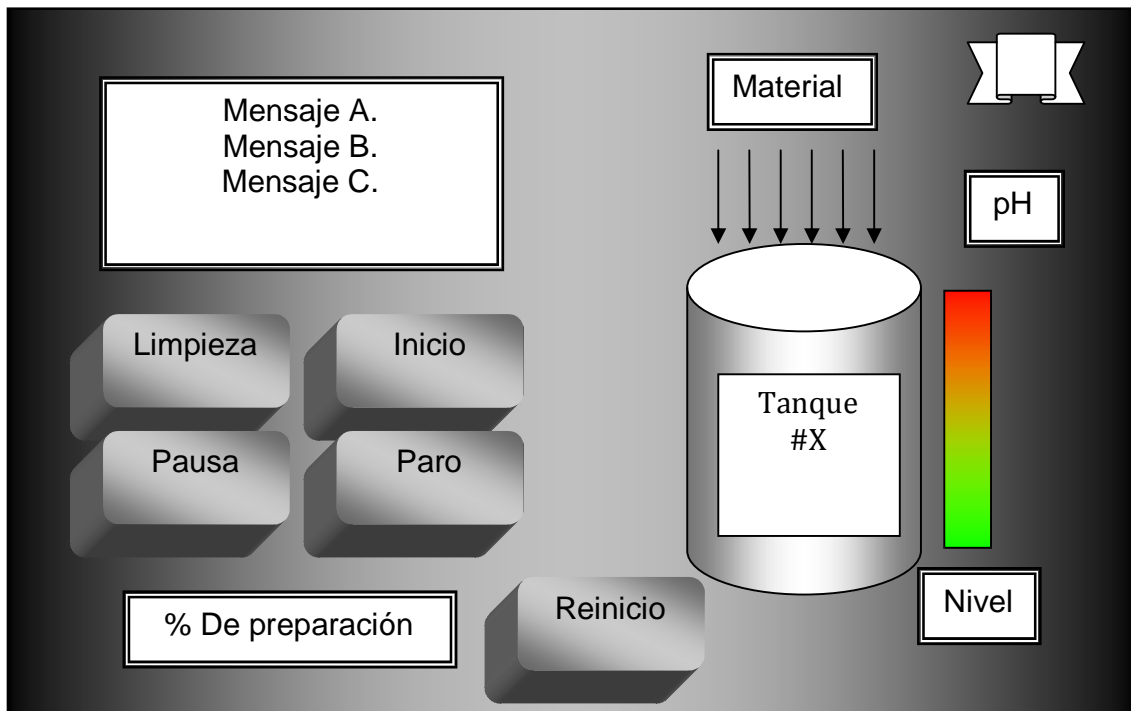 Mensaje A.
Mensaje B.
Mensaje C.
Material
pH
Limpieza
Inicio
Pausa
Paro
Tanque
#X
% De preparación
Reinicio
Nivel